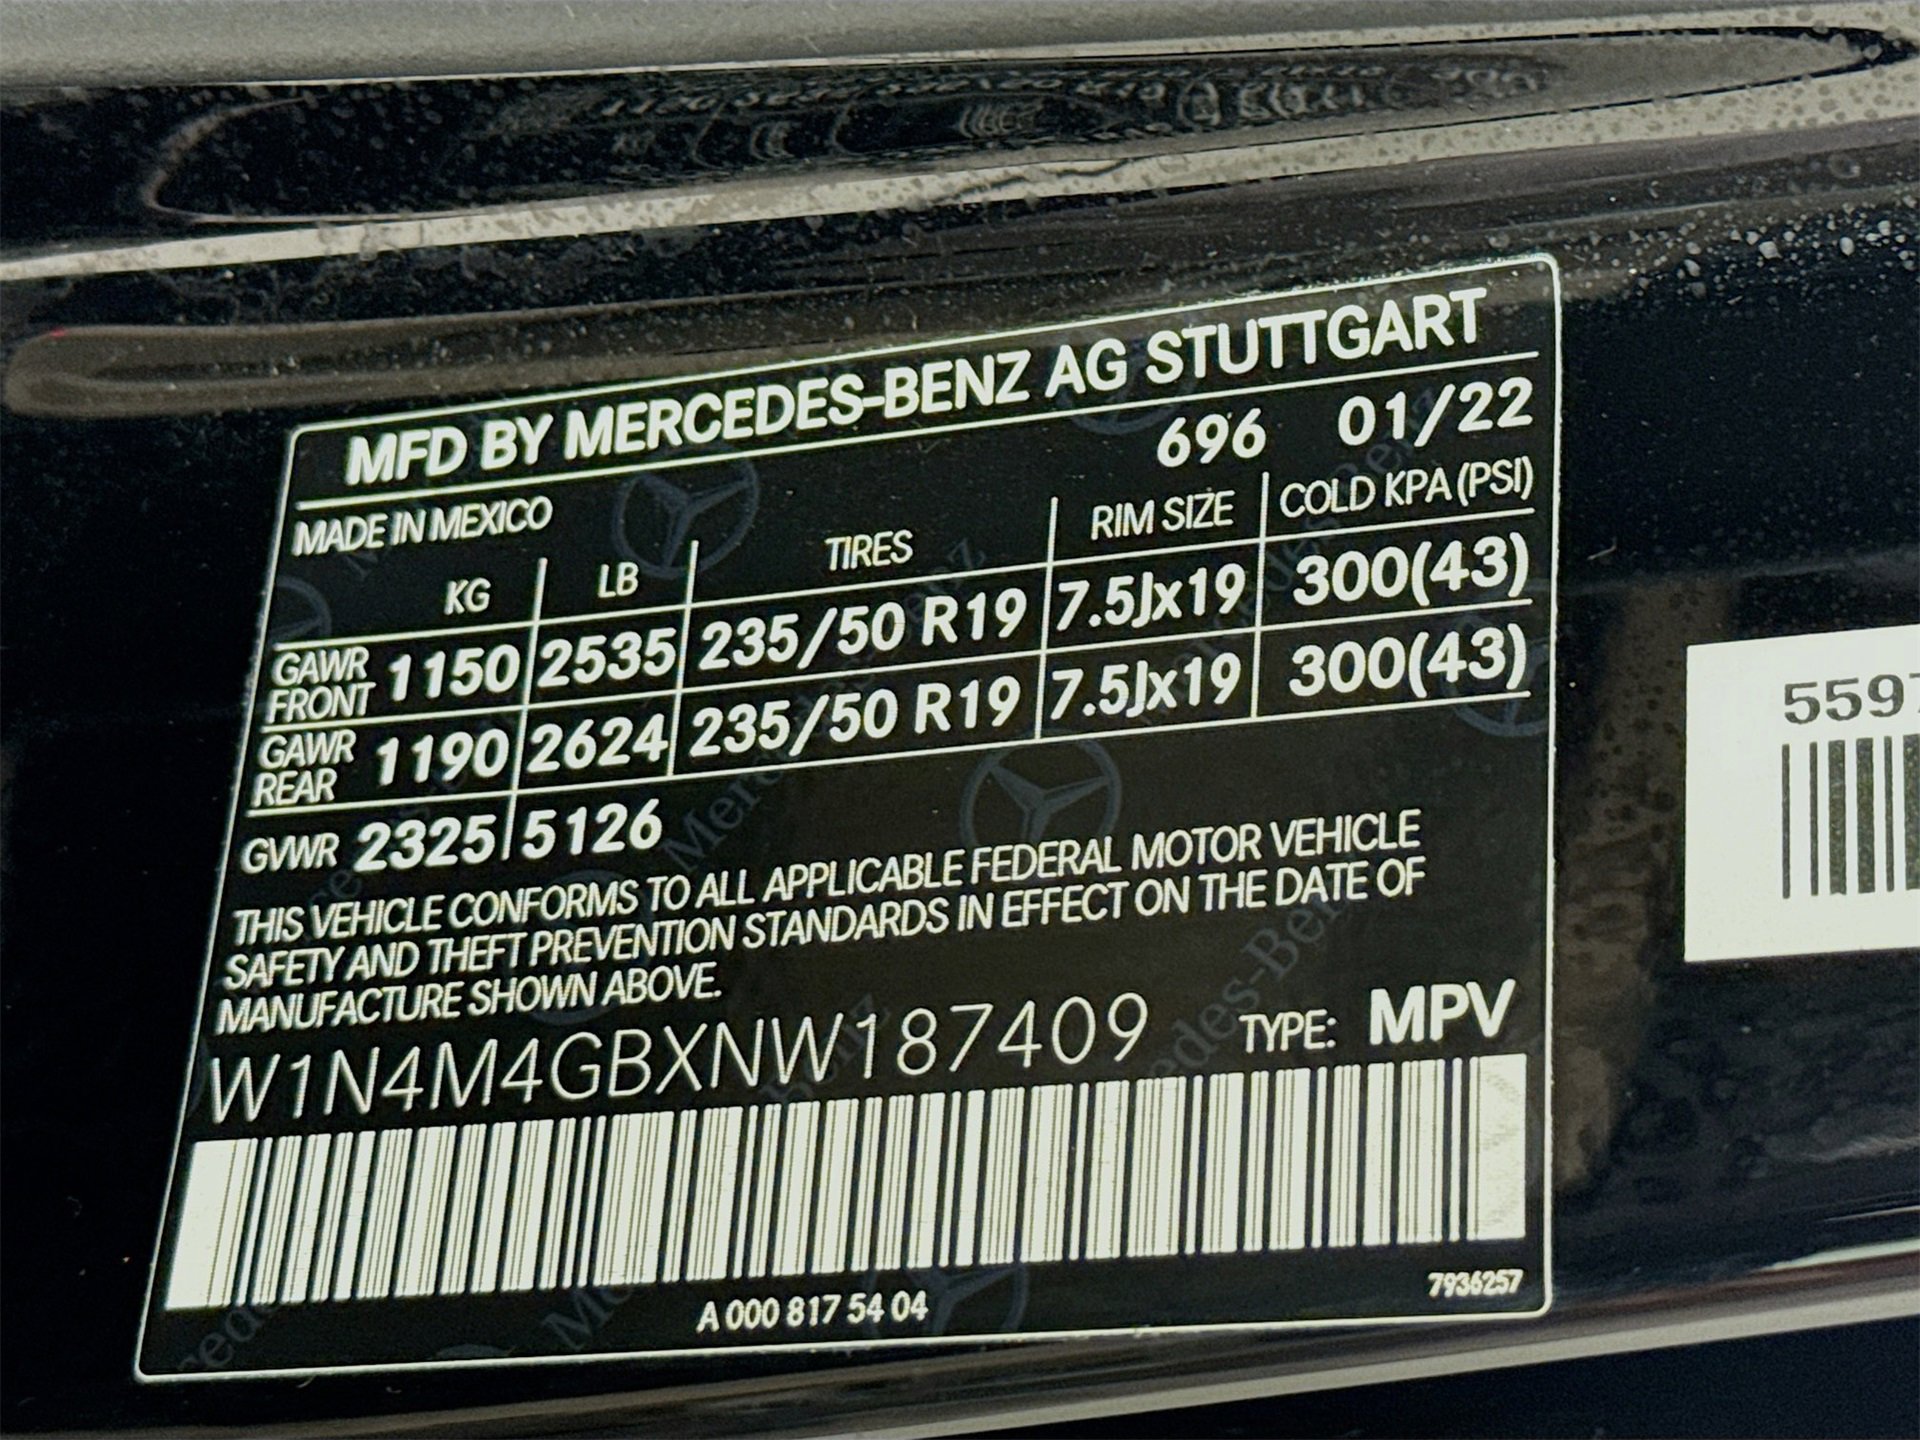 MFD BY MERCEDES-BENZ AG STUTTGART
MADE IN MEXICO 696 01/22
KG LB TIRES RIM SIZE COLD KPA (PSI)
GAWR FRONT 1150 2535 235/50 R19 7.5Jx19 300(43)
GAWR REAR 1190 2624 235/50 R19 7.5Jx19 300(43)
GVWR 2325 5126
THIS VEHICLE CONFORMS TO ALL APPLICABLE FEDERAL MOTOR VEHICLE
SAFETY AND THEFT PREVENTION STANDARDS IN EFFECT ON THE DATE OF
MANUFACTURE SHOWN ABOVE.
W1N4M4GBXNW187409 TYPE: MPV
A 000 817 54 04
7936257
5597